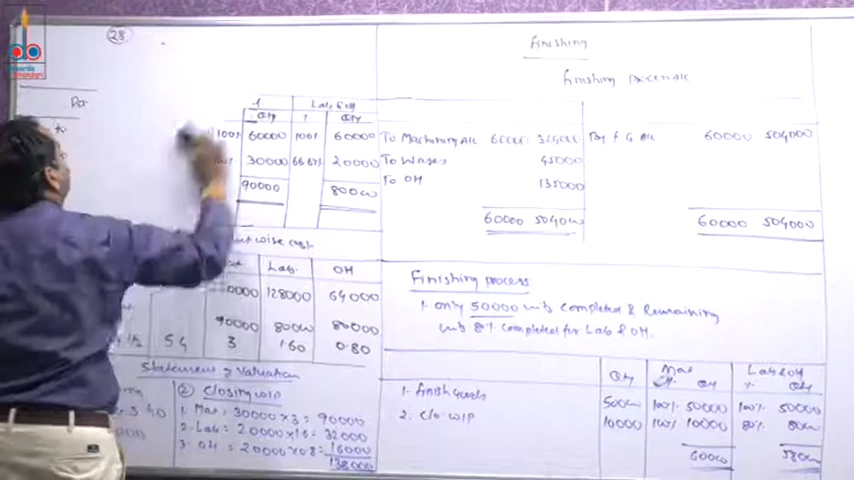 28
Finishing
Finishing process A/c
Lab & OH
Qty % Qty
100% 60000 100% 60000
30000 66.67% 20000
90000 80000
To Machining A/c 60000 324000 By F G A/c 60000 504000
To Wages 45000
To OH 135000
60000 504000 60000 504000
wise cost
Lab. OH
128000 64000
90000 80000 80000
54 3 1.60 0.80
Finishing process
1. only 50000 units completed & Remaining
units 80% completed for Lab & OH.
Statement of Valuation
② Closing WIP
1. Mat = 30000 x 3 = 90000
2. Lab = 20000 x 1.6 = 32000
3. OH = 20000 x 0.8 = 16000
138000
Qty Mat Lab & OH
% Qty % Qty
1. Finish Goods 50000 100% 50000 100% 50000
2. Clo. WIP 10000 100% 10000 80% 8000
60000 58000